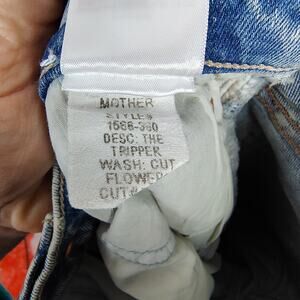 MOTHER
STYLE#
1586-360
DESC: THE
TRIPPER
WASH: CUT
FLOWER
CUT#